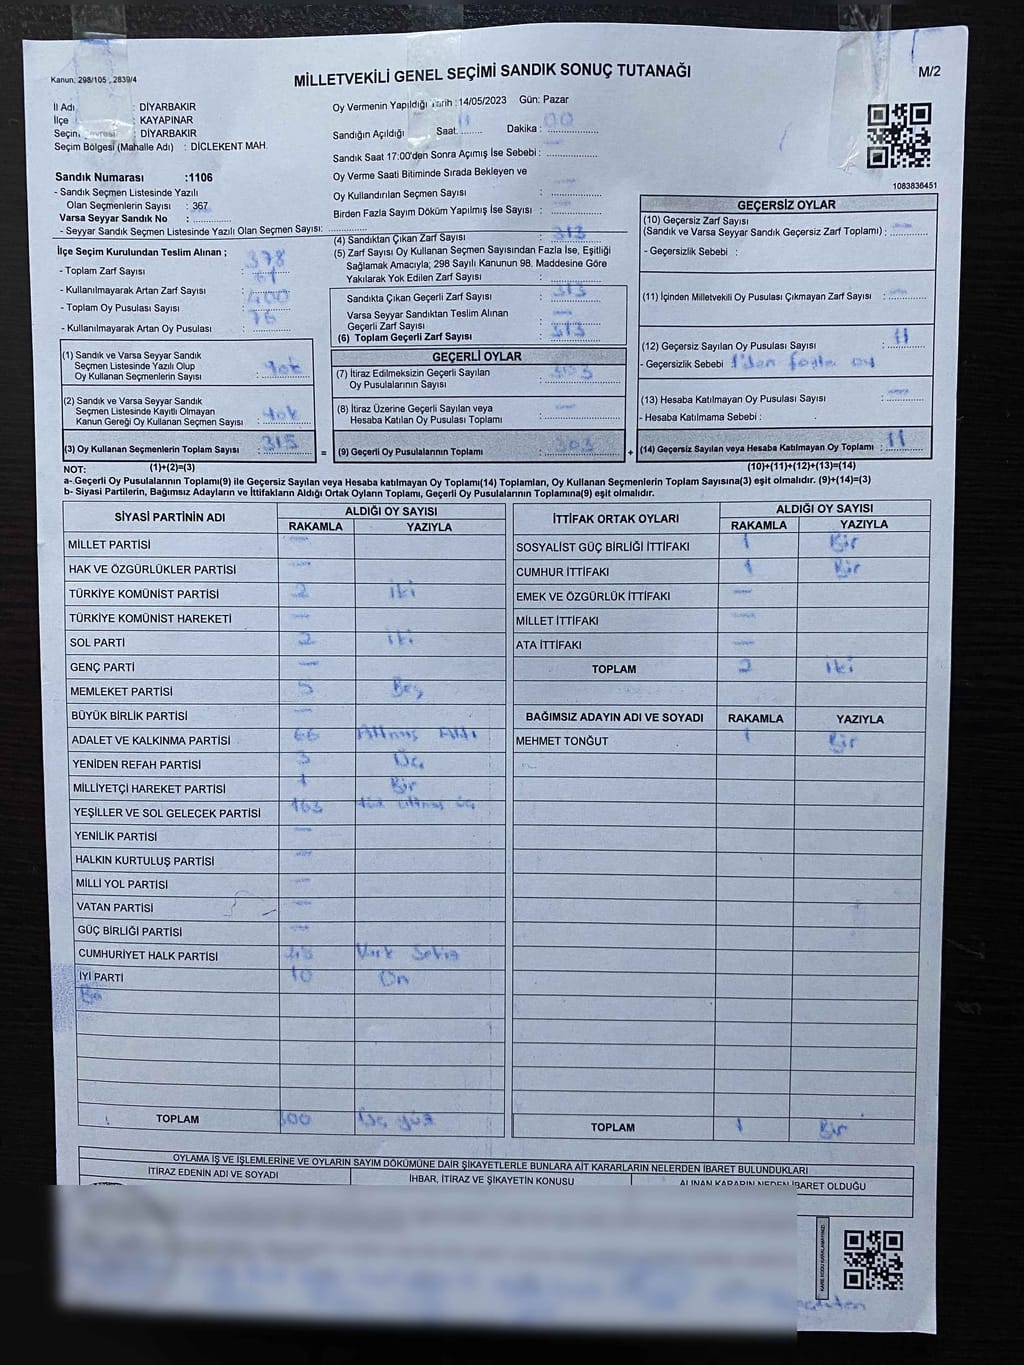 Kanun: 298/105 , 2839/4
MİLLETVEKİLİ GENEL SEÇİMİ SANDIK SONUÇ TUTANAĞI
M/2
İl Adı : DİYARBAKIR
İlçe : KAYAPINAR
Seçim : DİYARBAKIR
Seçim Bölgesi (Mahalle Adı) : DİCLEKENT MAH.
Sandık Numarası :1106
- Sandık Seçmen Listesinde Yazılı
Olan Seçmenlerin Sayısı : 367
Varsa Seyyar Sandık No :
- Seyyar Sandık Seçmen Listesinde Yazılı Olan Seçmen Sayısı:
Oy Vermenin Yapıldığı Tarih :14/05/2023 Gün: Pazar
Sandığın Açıldığı Saat: Dakika : 00
Sandık Saat 17:00'den Sonra Açımış İse Sebebi :
Oy Verme Saati Bitiminde Sırada Bekleyen ve
Oy Kullandırılan Seçmen Sayısı :
Birden Fazla Sayım Döküm Yapılmış İse Sayısı :
1083836451
İlçe Seçim Kurulundan Teslim Alınan ;
- Toplam Zarf Sayısı : 378
- Kullanılmayarak Artan Zarf Sayısı :
- Toplam Oy Pusulası Sayısı : 400
- Kullanılmayarak Artan Oy Pusulası :
(4) Sandıktan Çıkan Zarf Sayısı : 313
(5) Zarf Sayısı Oy Kullanan Seçmen Sayısından Fazla İse, Eşitliği
Sağlamak Amacıyla; 298 Sayılı Kanunun 98. Maddesine Göre
Yakılarak Yok Edilen Zarf Sayısı :
Sandıkta Çıkan Geçerli Zarf Sayısı : 313
Varsa Seyyar Sandıktan Teslim Alınan
Geçerli Zarf Sayısı : —
(6) Toplam Geçerli Zarf Sayısı : 313
GEÇERSİZ OYLAR
(10) Geçersiz Zarf Sayısı
(Sandık ve Varsa Seyyar Sandık Geçersiz Zarf Toplamı) : —
- Geçersizlik Sebebi :
(11) İçinden Milletvekili Oy Pusulası Çıkmayan Zarf Sayısı : —
(12) Geçersiz Sayılan Oy Pusulası Sayısı : 11
- Geçersizlik Sebebi 1'den fazla oy
(13) Hesaba Katılmayan Oy Pusulası Sayısı : —
- Hesaba Katılmama Sebebi :
(14) Geçersiz Sayılan veya Hesaba Katılmayan Oy Toplamı : 11
(1) Sandık ve Varsa Seyyar Sandık
Seçmen Listesinde Yazılı Olup
Oy Kullanan Seçmenlerin Sayısı :
(2) Sandık ve Varsa Seyyar Sandık
Seçmen Listesinde Kayıtlı Olmayan
Kanun Gereği Oy Kullanan Seçmen Sayısı : Yok
(3) Oy Kullanan Seçmenlerin Toplam Sayısı :
=
GEÇERLİ OYLAR
(7) İtiraz Edilmeksizin Geçerli Sayılan
Oy Pusulalarının Sayısı :
(8) İtiraz Üzerine Geçerli Sayılan veya
Hesaba Katılan Oy Pusulası Toplamı : —
(9) Geçerli Oy Pusulalarının Toplamı : 303
+
NOT: (1)+(2)=(3)
(10)+(11)+(12)+(13)=(14)
a- Geçerli Oy Pusulalarının Toplamı(9) ile Geçersiz Sayılan veya Hesaba katılmayan Oy Toplamı(14) Toplamları, Oy Kullanan Seçmenlerin Toplam Sayısına(3) eşit olmalıdır. (9)+(14)=(3)
b- Siyasi Partilerin, Bağımsız Adayların ve İttifakların Aldığı Ortak Oyların Toplamı, Geçerli Oy Pusulalarının Toplamına(9) eşit olmalıdır.
SİYASİ PARTİNİN ADI
ALDIĞI OY SAYISI
RAKAMLA YAZIYLA
MİLLET PARTİSİ —
HAK VE ÖZGÜRLÜKLER PARTİSİ —
TÜRKİYE KOMÜNİST PARTİSİ 2 iki
TÜRKİYE KOMÜNİST HAREKETİ —
SOL PARTİ 2 iki
GENÇ PARTİ —
MEMLEKET PARTİSİ 5 Beş
BÜYÜK BİRLİK PARTİSİ —
ADALET VE KALKINMA PARTİSİ 66 Altmış Altı
YENİDEN REFAH PARTİSİ 3 Üç
MİLLİYETÇİ HAREKET PARTİSİ 1 Bir
YEŞİLLER VE SOL GELECEK PARTİSİ 163 Yüz Altmış üç
YENİLİK PARTİSİ —
HALKIN KURTULUŞ PARTİSİ —
MİLLİ YOL PARTİSİ —
VATAN PARTİSİ —
GÜÇ BİRLİĞİ PARTİSİ —
CUMHURİYET HALK PARTİSİ 48 Kırk Sekiz
İYİ PARTİ 10 On
TOPLAM 300 Üç yüz
İTTİFAK ORTAK OYLARI
ALDIĞI OY SAYISI
RAKAMLA YAZIYLA
SOSYALİST GÜÇ BİRLİĞİ İTTİFAKI 1 Bir
CUMHUR İTTİFAKI 1 Bir
EMEK VE ÖZGÜRLÜK İTTİFAKI —
MİLLET İTTİFAKI —
ATA İTTİFAKI —
TOPLAM 2 iki
BAĞIMSIZ ADAYIN ADI VE SOYADI RAKAMLA YAZIYLA
MEHMET TONĞUT 1 Bir
TOPLAM 1 Bir
OYLAMA İŞ VE İŞLEMLERİNE VE OYLARIN SAYIM DÖKÜMÜNE DAİR ŞİKAYETLERLE BUNLARA AİT KARARLARIN NELERDEN İBARET BULUNDUKLARI
İTİRAZ EDENİN ADI VE SOYADI
İHBAR, İTİRAZ VE ŞİKAYETİN KONUSU
ALINAN KARARIN NEDEN İBARET OLDUĞU
KARE KODU KARALAMAYINIZ!